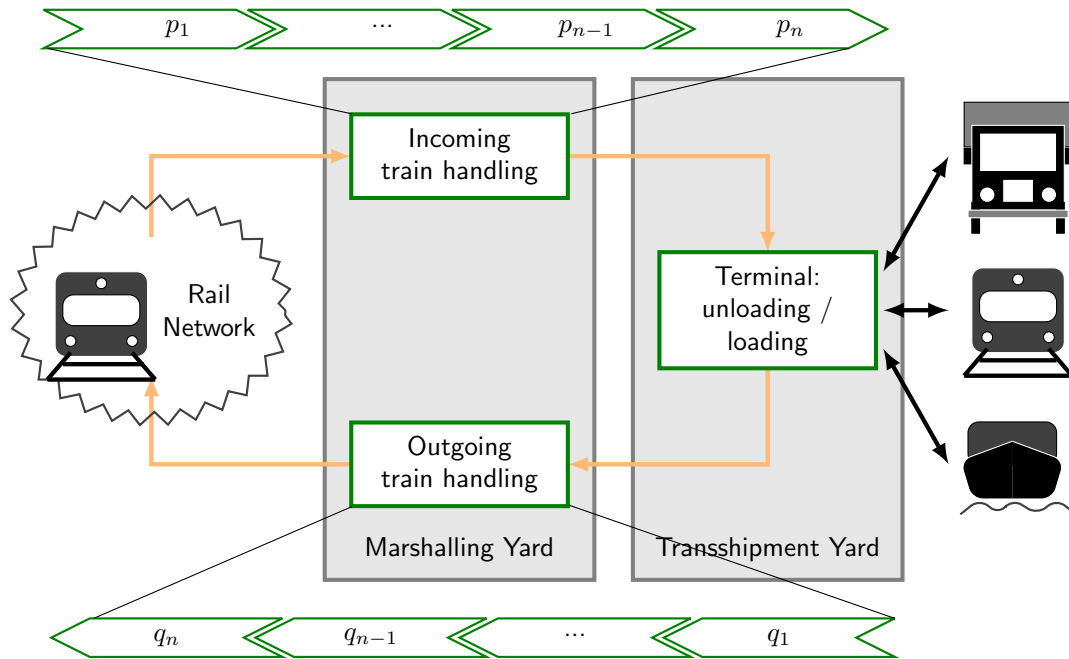 p₁ ... pₙ₋₁ pₙ
Incoming
train handling
Rail
Network
Terminal:
unloading /
loading
Outgoing
train handling
Marshalling Yard
Transshipment Yard
qₙ qₙ₋₁ ... q₁